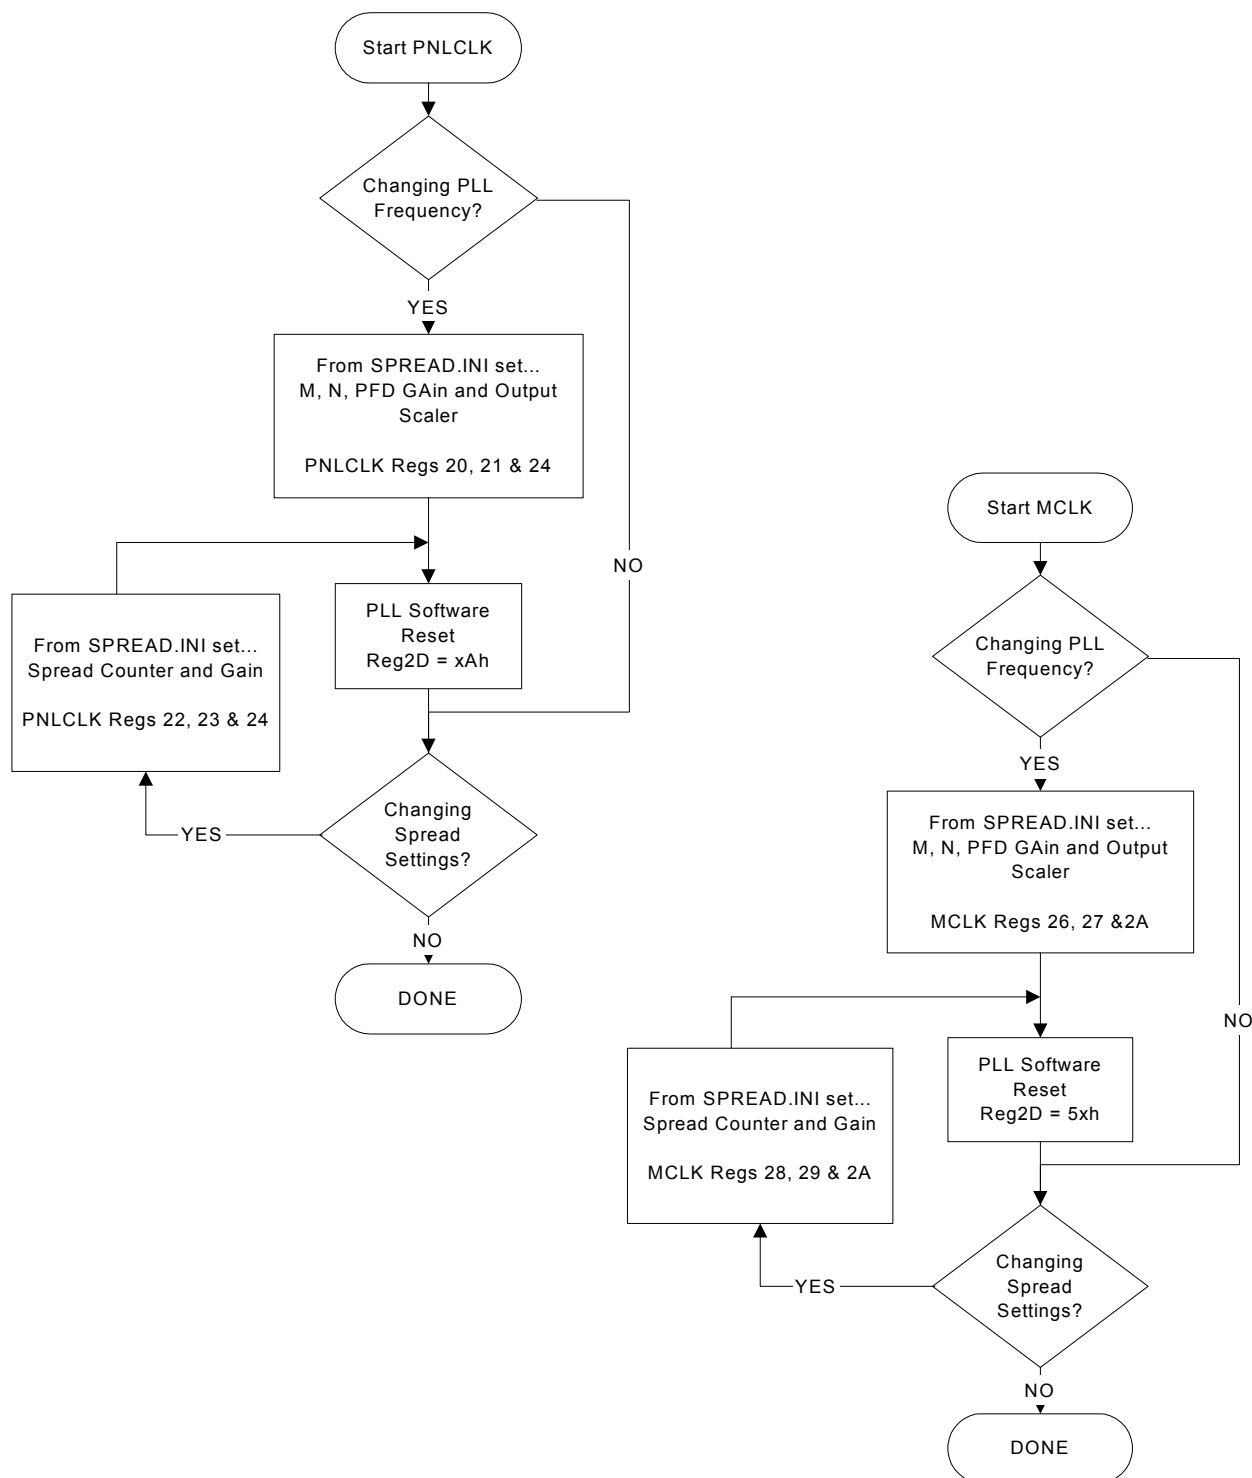 Start PNLCLK
Changing PLL
Frequency?
YES
From SPREAD.INI set...
M, N, PFD GAin and Output
Scaler
PNLCLK Regs 20, 21 & 24
NO
PLL Software
Reset
Reg2D = xAh
From SPREAD.INI set...
Spread Counter and Gain
PNLCLK Regs 22, 23 & 24
Changing
Spread
Settings?
YES
NO
DONE
Start MCLK
Changing PLL
Frequency?
YES
From SPREAD.INI set...
M, N, PFD GAin and Output
Scaler
MCLK Regs 26, 27 &2A
NO
PLL Software
Reset
Reg2D = 5xh
From SPREAD.INI set...
Spread Counter and Gain
MCLK Regs 28, 29 & 2A
Changing
Spread
Settings?
YES
NO
DONE